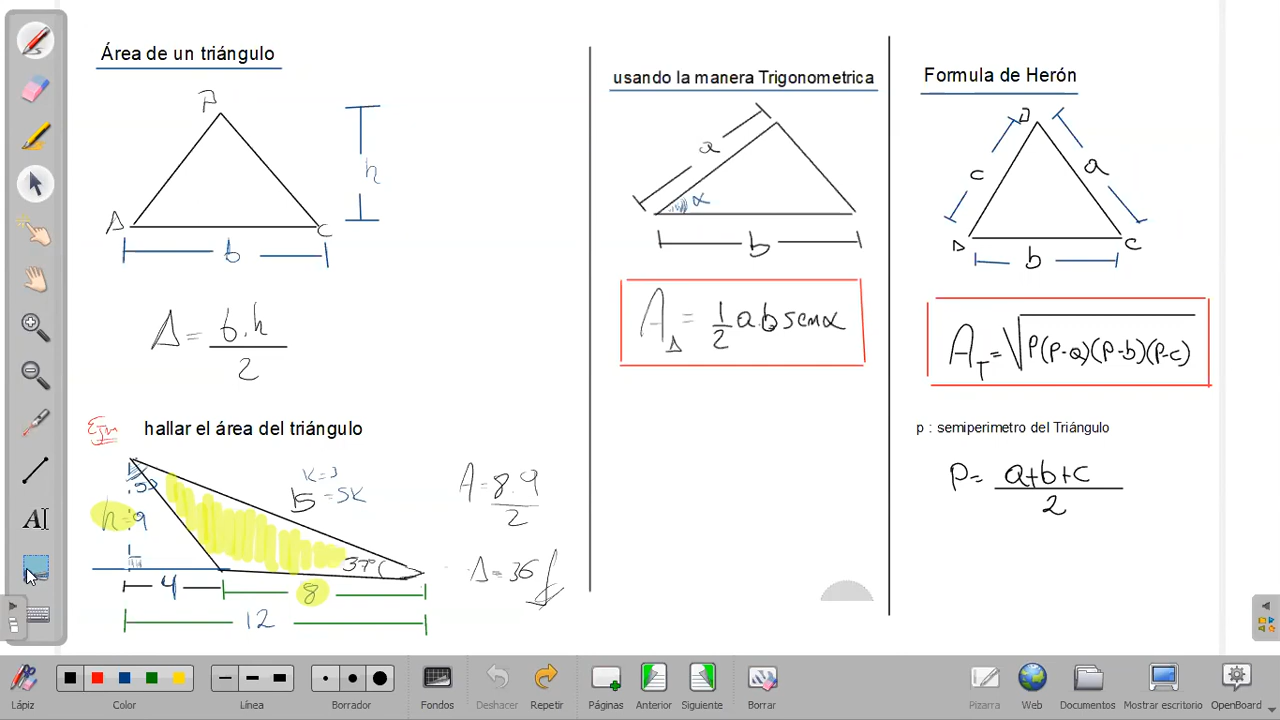 Área de un triángulo
h
A
C
b
A = b.h
2
Ejm
hallar el área del triángulo
k=3
15 =5k
h=9
37°
4
8
12
A = 8.9
2
A = 36
usando la manera Trigonometrica
a
α
b
A = 1/2 a.b senα
Formula de Herón
c
a
C
b
A_T = √P(P-a)(P-b)(P-c)
p : semiperimetro del Triángulo
P = a+b+c
2
Lápiz
Color
Línea
Borrador
Fondos
Deshacer
Repetir
Páginas
Anterior
Siguiente
Borrar
Pizarra
Web
Documentos
Mostrar escritorio
OpenBoard